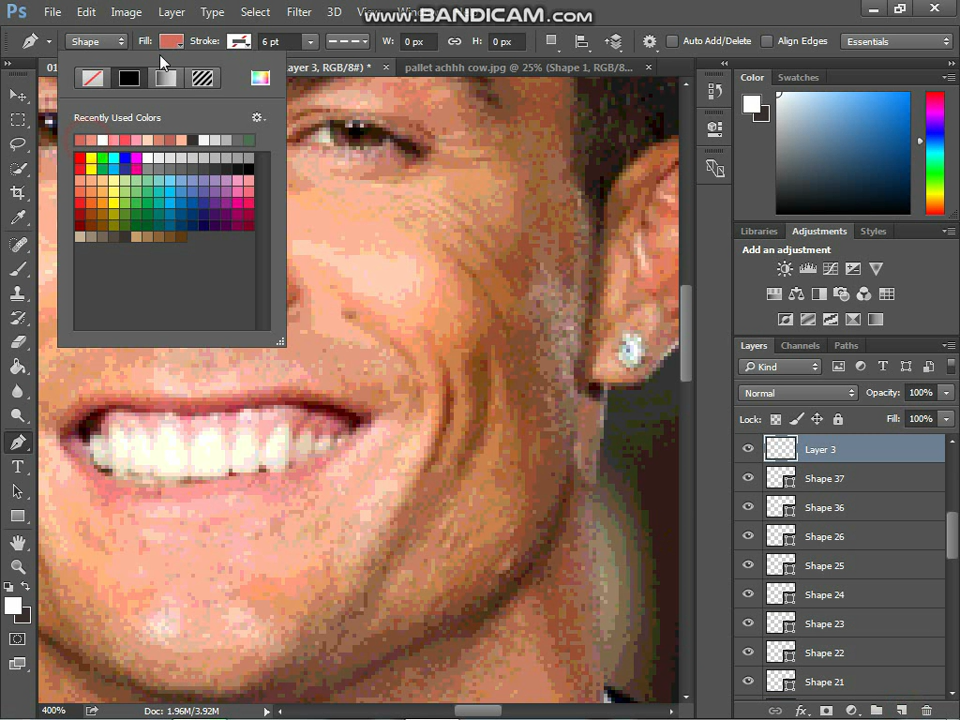 Ps File Edit Image Layer Type Select Filter 3D
www.BANDICAM.com
Shape Fill: Stroke: 6 pt W: 0 px H: 0 px Auto Add/Delete Align Edges Essentials
ayer 3, RGB/8#) * × pallet achhh cow.jpg @ 25% (Shape 1, RGB/8... ×
Color Swatches
Recently Used Colors
Libraries Adjustments Styles
Add an adjustment
Layers Channels Paths
Kind
Normal Opacity: 100%
Lock: Fill: 100%
Layer 3
Shape 37
Shape 36
Shape 26
Shape 25
Shape 24
Shape 23
Shape 22
Shape 21
400% Doc: 1.96M/3.92M